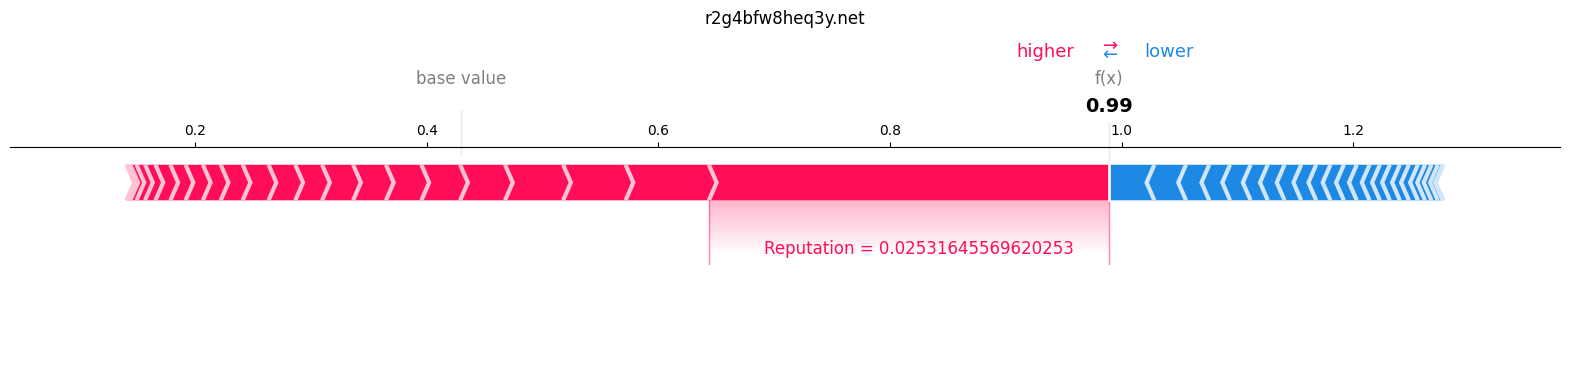 r2g4bfw8heq3y.net
higher → ← lower
base value f(x)
0.99
0.2 0.4 0.6 0.8 1.0 1.2
Reputation = 0.02531645569620253